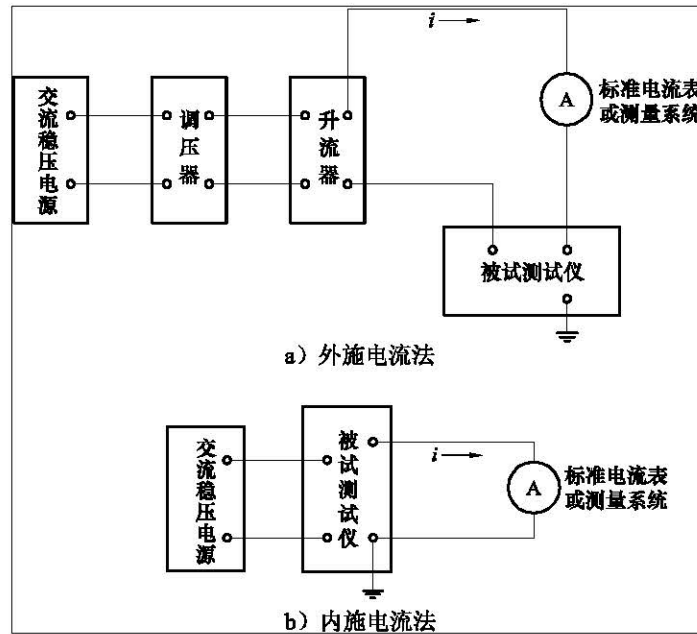 i
A
标准电流表
或测量系统
交流稳压电源
调压器
升流器
被试测试仪
a）外施电流法
交流稳压电源
被试测试仪
i
A
标准电流表
或测量系统
b）内施电流法